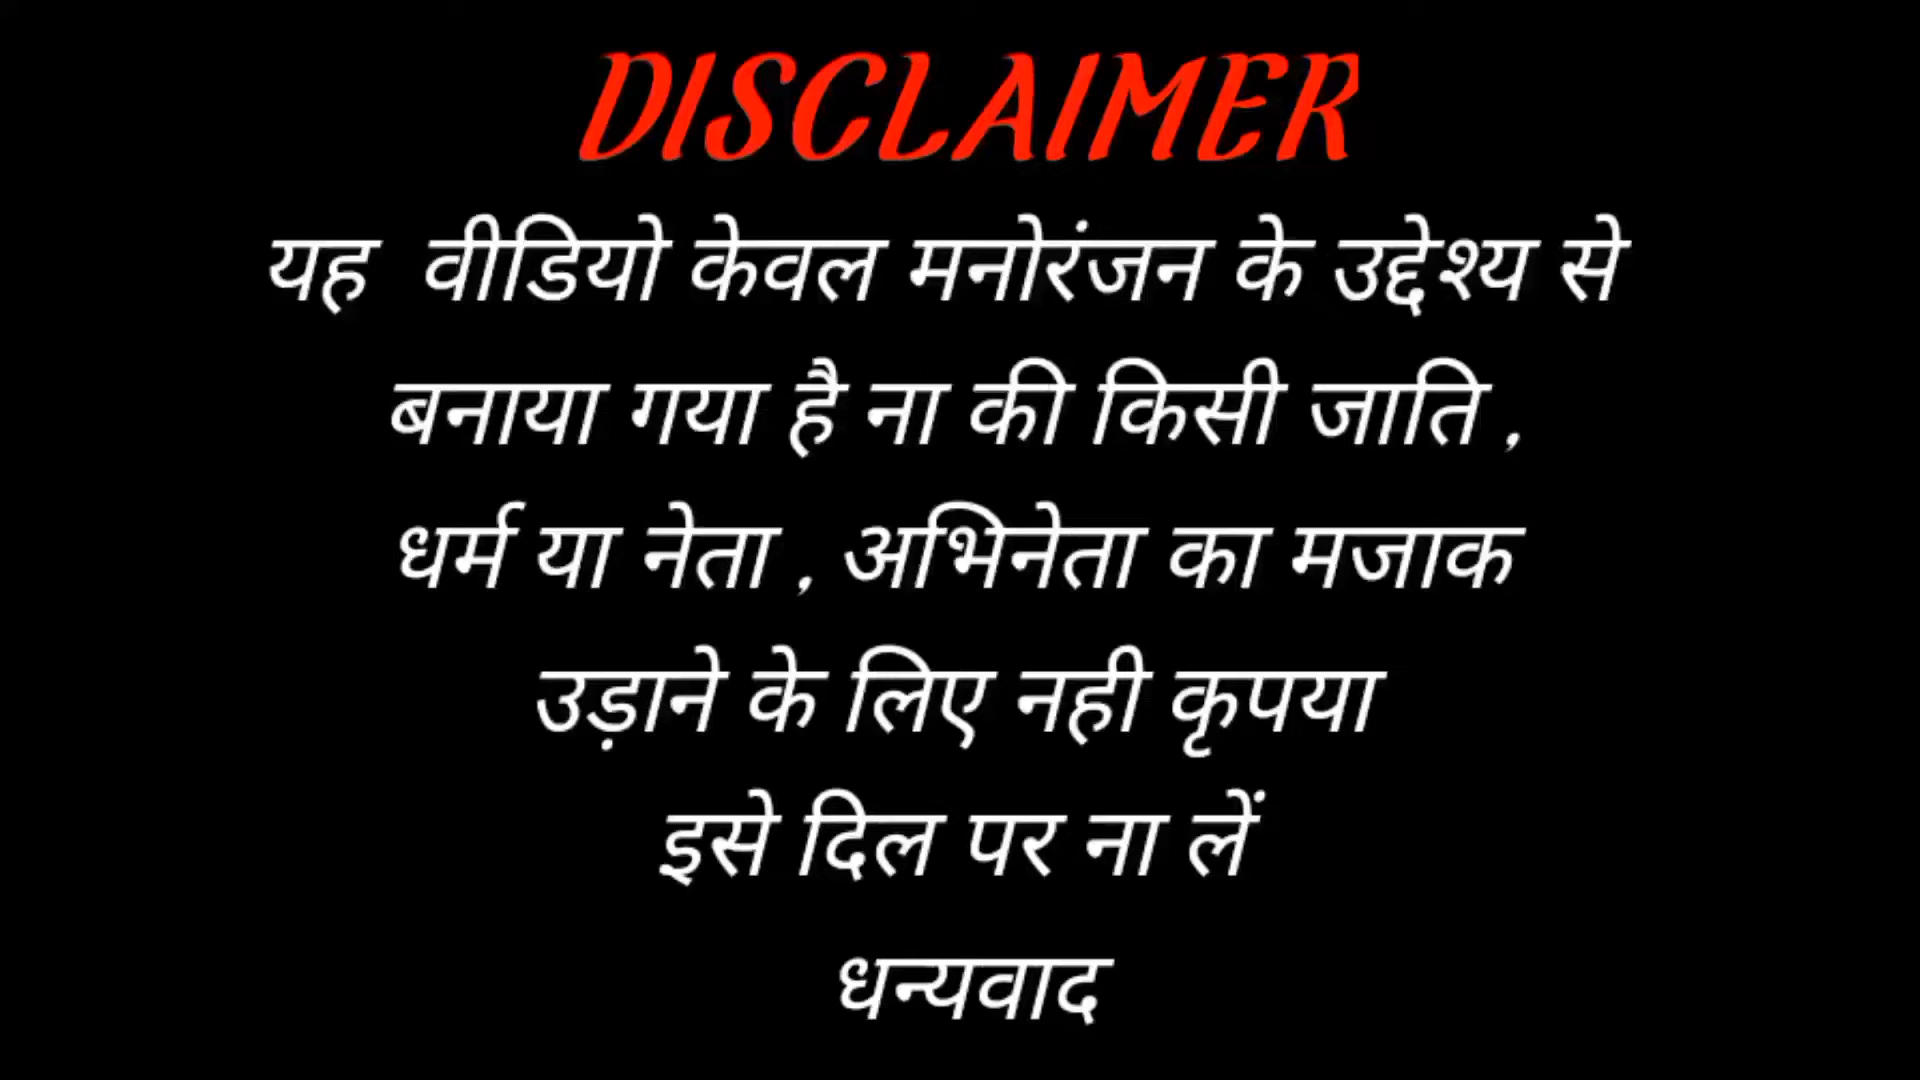 DISCLAIMER
यह वीडियो केवल मनोरंजन के उद्देश्य से
बनाया गया है ना की किसी जाति ,
धर्म या नेता , अभिनेता का मजाक
उड़ाने के लिए नही कृपया
इसे दिल पर ना लें
धन्यवाद